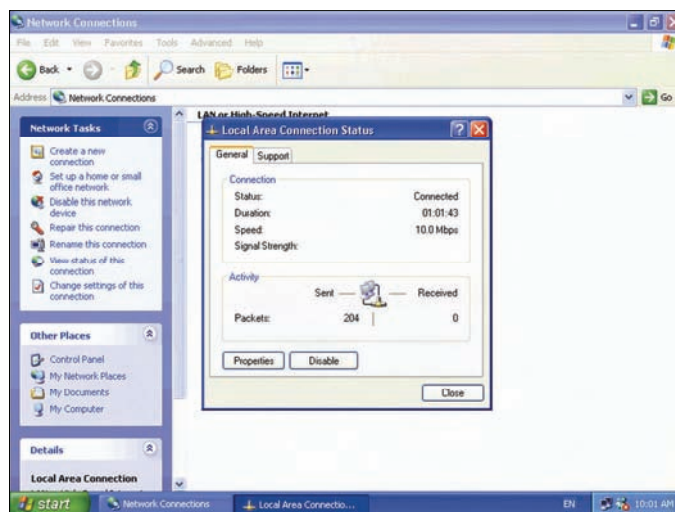 Network Connections
File Edit View Favorites Tools Advanced Help
Back Search Folders
Address Network Connections Go
Network Tasks
Create a new
connection
Set up a home or small
office network
Disable this network
device
Repair this connection
Rename this connection
View status of this
connection
Change settings of this
connection
Other Places
Control Panel
My Network Places
My Documents
My Computer
Details
Local Area Connection
LAN or High-Speed Internet
Local Area Connection Status
General Support
Connection
Status: Connected
Duration: 01:01:43
Speed: 10.0 Mbps
Signal Strength:
Activity
Sent Received
Packets: 204 0
Properties Disable
Close
start Network Connections Local Area Connectio... EN 10:01 AM